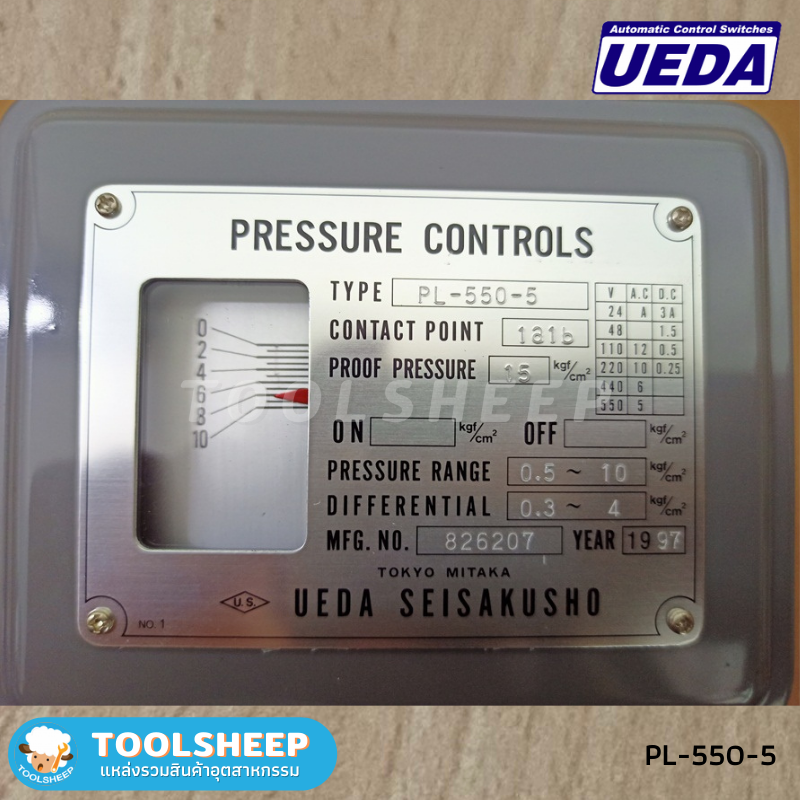 Automatic Control Switches
UEDA
PRESSURE CONTROLS
TYPE PL-550-5
CONTACT POINT 1a1b
PROOF PRESSURE 15 kgf/cm²
V A.C D.C
24 A 3A
48 1.5
110 12 0.5
220 10 0.25
440 6
550 5
0
2
4
6
8
10
TOOLSHEEP
ON kgf/cm² OFF kgf/cm²
PRESSURE RANGE 0.5 ~ 10 kgf/cm²
DIFFERENTIAL 0.3 ~ 4 kgf/cm²
MFG. NO. 826207 YEAR 1997
TOKYO MITAKA
U.S. UEDA SEISAKUSHO
NO. 1
TOOLSHEEP
TOOLSHEEP
แหล่งรวมสินค้าอุตสาหกรรม
PL-550-5